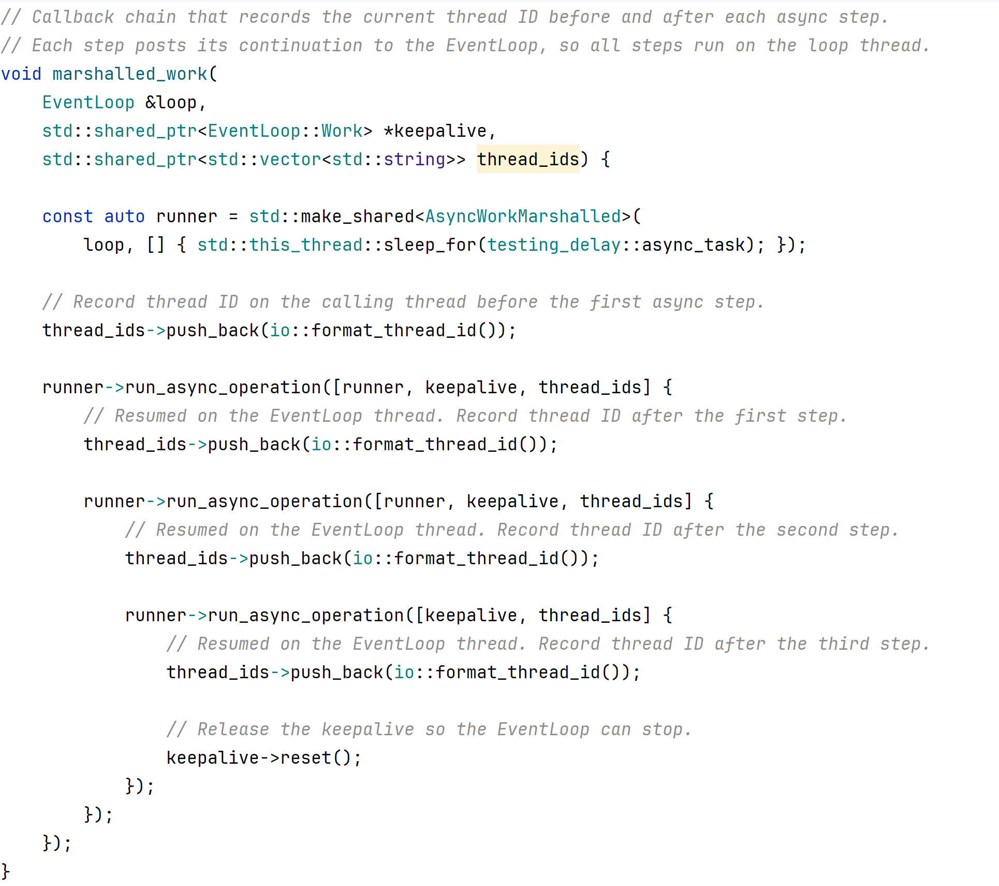 // Callback chain that records the current thread ID before and after each async step.
// Each step posts its continuation to the EventLoop, so all steps run on the loop thread.
void marshalled_work(
    EventLoop &loop,
    std::shared_ptr<EventLoop::Work> *keepalive,
    std::shared_ptr<std::vector<std::string>> thread_ids) {

    const auto runner = std::make_shared<AsyncWorkMarshalled>(
        loop, [] { std::this_thread::sleep_for(testing_delay::async_task); });

    // Record thread ID on the calling thread before the first async step.
    thread_ids->push_back(io::format_thread_id());

    runner->run_async_operation([runner, keepalive, thread_ids] {
        // Resumed on the EventLoop thread. Record thread ID after the first step.
        thread_ids->push_back(io::format_thread_id());

        runner->run_async_operation([runner, keepalive, thread_ids] {
            // Resumed on the EventLoop thread. Record thread ID after the second step.
            thread_ids->push_back(io::format_thread_id());

            runner->run_async_operation([keepalive, thread_ids] {
                // Resumed on the EventLoop thread. Record thread ID after the third step.
                thread_ids->push_back(io::format_thread_id());

                // Release the keepalive so the EventLoop can stop.
                keepalive->reset();
            });
        });
    });
}